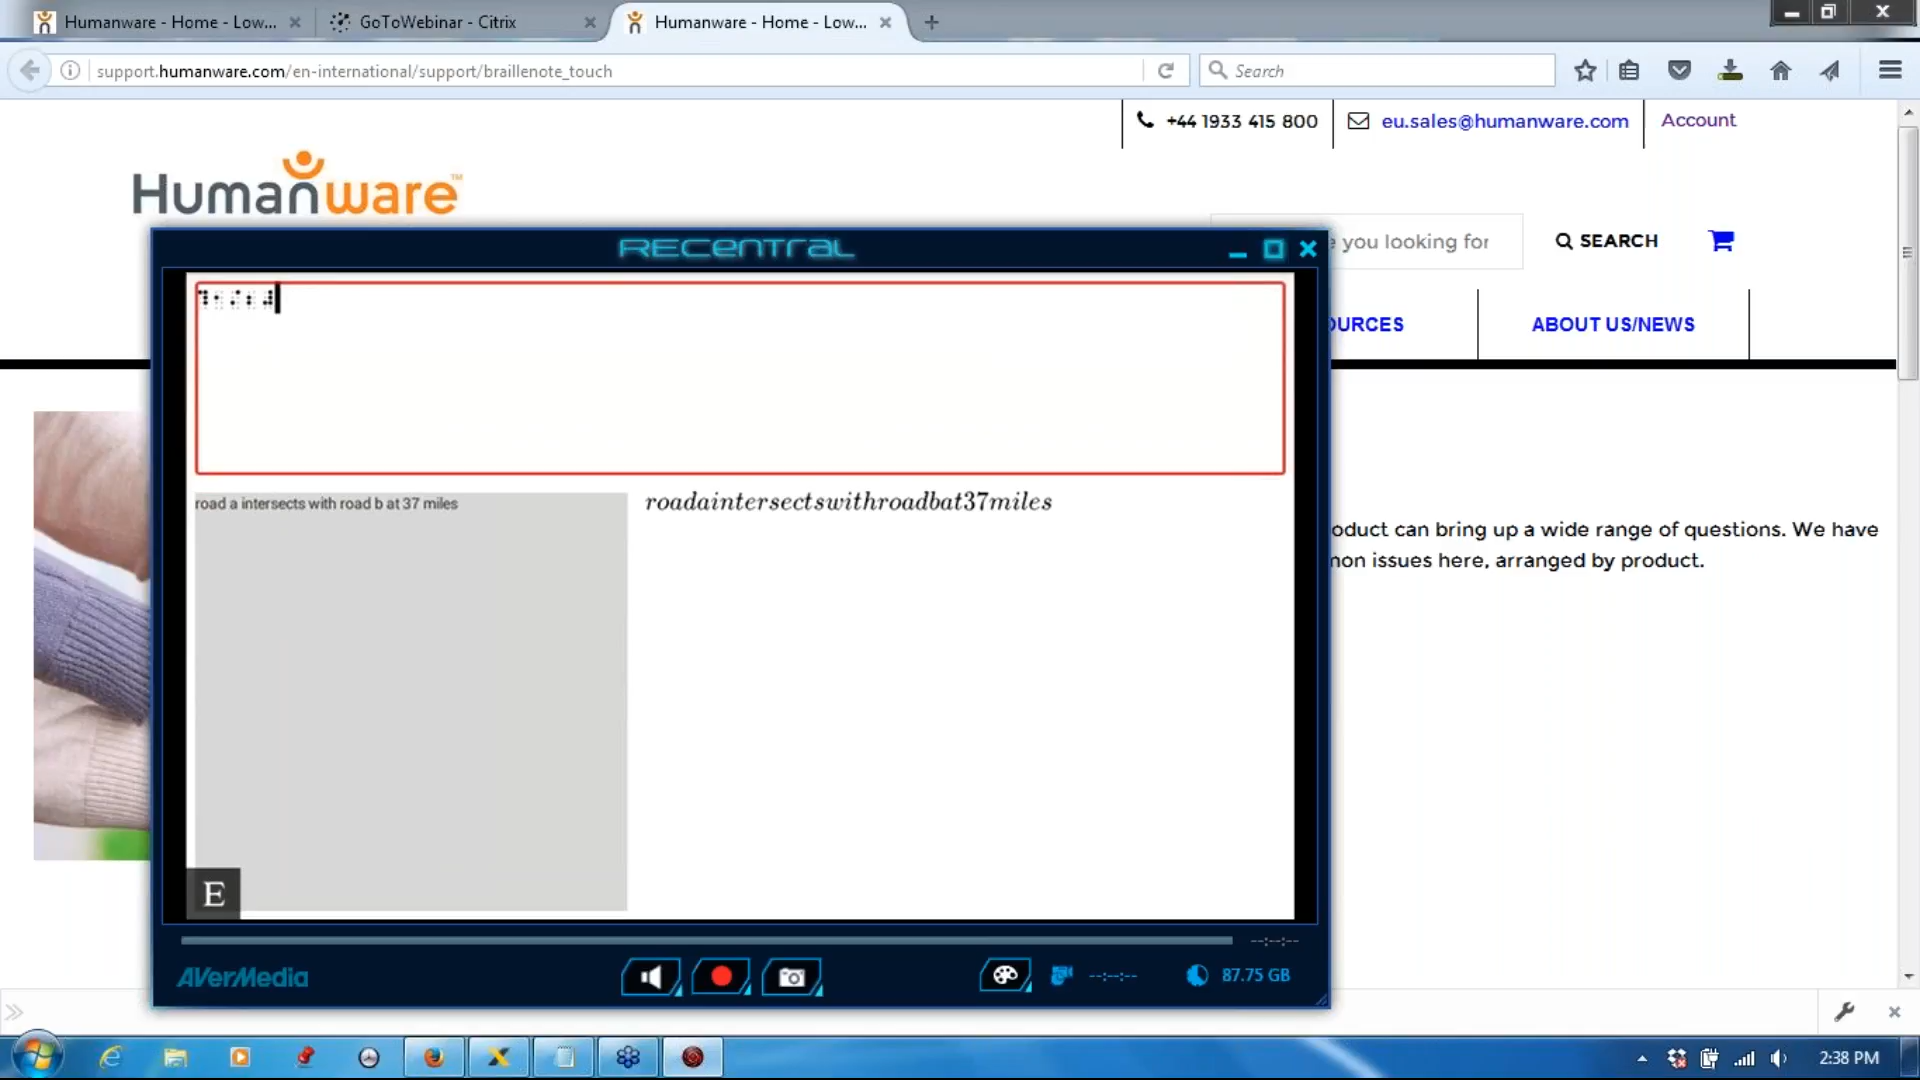 Humanware - Home - Low...
GoToWebinar - Citrix
Humanware - Home - Low...
support.humanware.com/en-international/support/braillenote_touch
Search
+44 1933 415 800
eu.sales@humanware.com
Account
Humanware™
you looking for
SEARCH
ABOUT US/NEWS
RECentral
road a intersects with road b at 37 miles
roadaintersectswithroadbat37miles
oduct can bring up a wide range of questions. We have
mon issues here, arranged by product.
E
--:--:--
AVerMedia
--:--:--
87.75 GB
2:38 PM